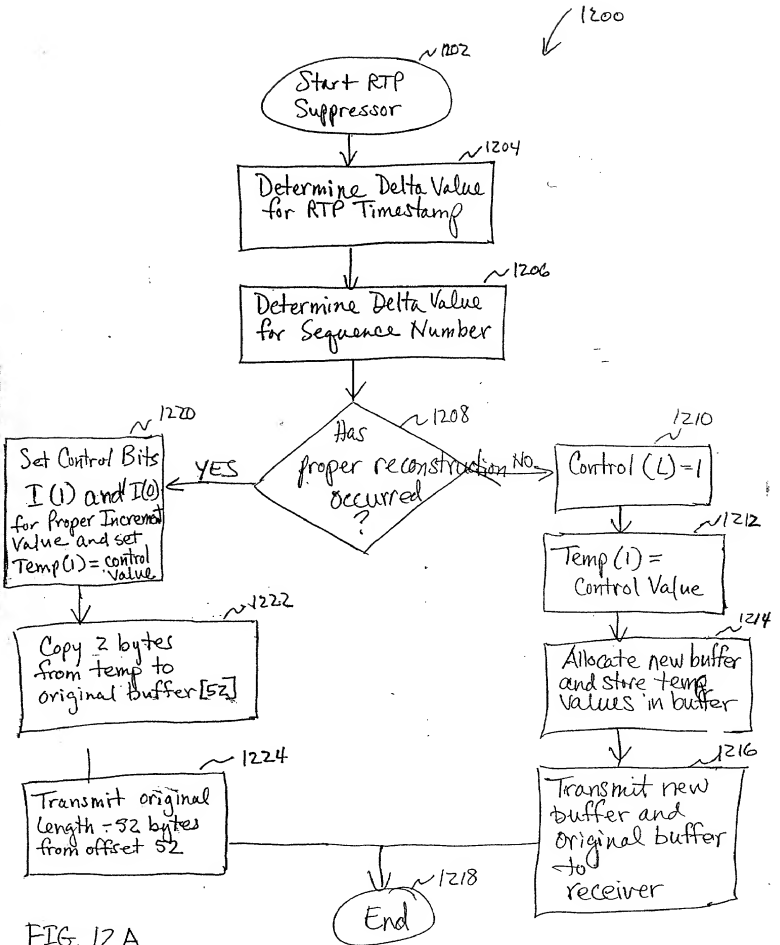 1200
1202
Start RTP
Suppressor
1204
Determine Delta Value
for RTP Timestamp
1206
Determine Delta Value
for Sequence Number
1208
Has
proper reconstruction
occurred
?
YES
NO
1220
Set Control Bits
I(1) and I(0)
for Proper Increment
Value and set
Temp(1) = control
value
1222
Copy 2 bytes
from temp to
original buffer [52]
1224
Transmit original
length - 52 bytes
from offset 52
1210
Control (L) = 1
1212
Temp (1) =
Control Value
1214
Allocate new buffer
and store temp
values in buffer
1216
Transmit new
buffer and
original buffer
to
receiver
1218
End
FIG. 12A